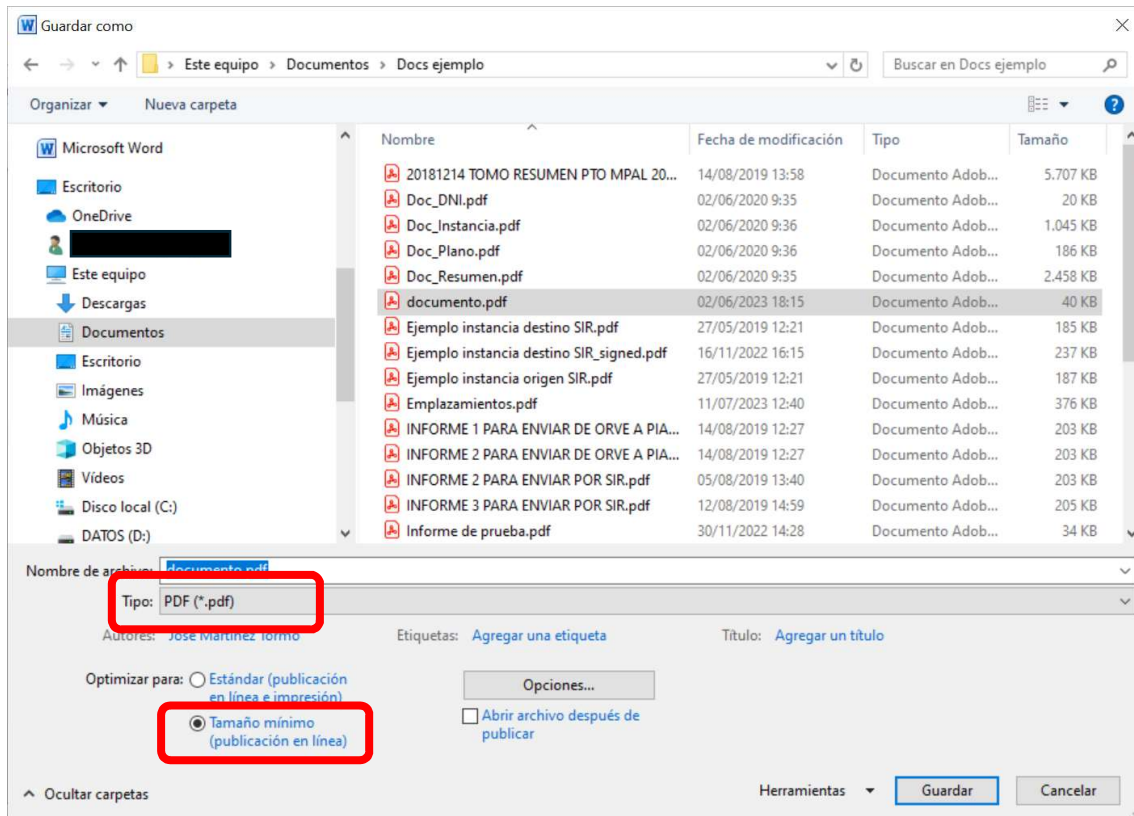 Guardar como
Este equipo > Documentos > Docs ejemplo
Buscar en Docs ejemplo
Organizar
Nueva carpeta
Microsoft Word
Escritorio
OneDrive
Este equipo
Descargas
Documentos
Escritorio
Imágenes
Música
Objetos 3D
Vídeos
Disco local (C:)
DATOS (D:)
Nombre Fecha de modificación Tipo Tamaño
20181214 TOMO RESUMEN PTO MPAL 20... 14/08/2019 13:58 Documento Adob... 5.707 KB
Doc_DNI.pdf 02/06/2020 9:35 Documento Adob... 20 KB
Doc_Instancia.pdf 02/06/2020 9:36 Documento Adob... 1.045 KB
Doc_Plano.pdf 02/06/2020 9:36 Documento Adob... 186 KB
Doc_Resumen.pdf 02/06/2020 9:35 Documento Adob... 2.458 KB
documento.pdf 02/06/2023 18:15 Documento Adob... 40 KB
Ejemplo instancia destino SIR.pdf 27/05/2019 12:21 Documento Adob... 185 KB
Ejemplo instancia destino SIR_signed.pdf 16/11/2022 16:15 Documento Adob... 237 KB
Ejemplo instancia origen SIR.pdf 27/05/2019 12:21 Documento Adob... 187 KB
Emplazamientos.pdf 11/07/2023 12:40 Documento Adob... 376 KB
INFORME 1 PARA ENVIAR DE ORVE A PIA... 14/08/2019 12:27 Documento Adob... 203 KB
INFORME 2 PARA ENVIAR DE ORVE A PIA... 14/08/2019 12:27 Documento Adob... 203 KB
INFORME 2 PARA ENVIAR POR SIR.pdf 05/08/2019 13:40 Documento Adob... 203 KB
INFORME 3 PARA ENVIAR POR SIR.pdf 12/08/2019 14:59 Documento Adob... 205 KB
Informe de prueba.pdf 30/11/2022 14:28 Documento Adob... 34 KB
Nombre de archivo: documento.pdf
Tipo: PDF (*.pdf)
Autores: José Martínez Tormo
Etiquetas: Agregar una etiqueta
Título: Agregar un título
Optimizar para:
Estándar (publicación
en línea e impresión)
Tamaño mínimo
(publicación en línea)
Opciones...
Abrir archivo después de
publicar
Ocultar carpetas
Herramientas
Guardar
Cancelar